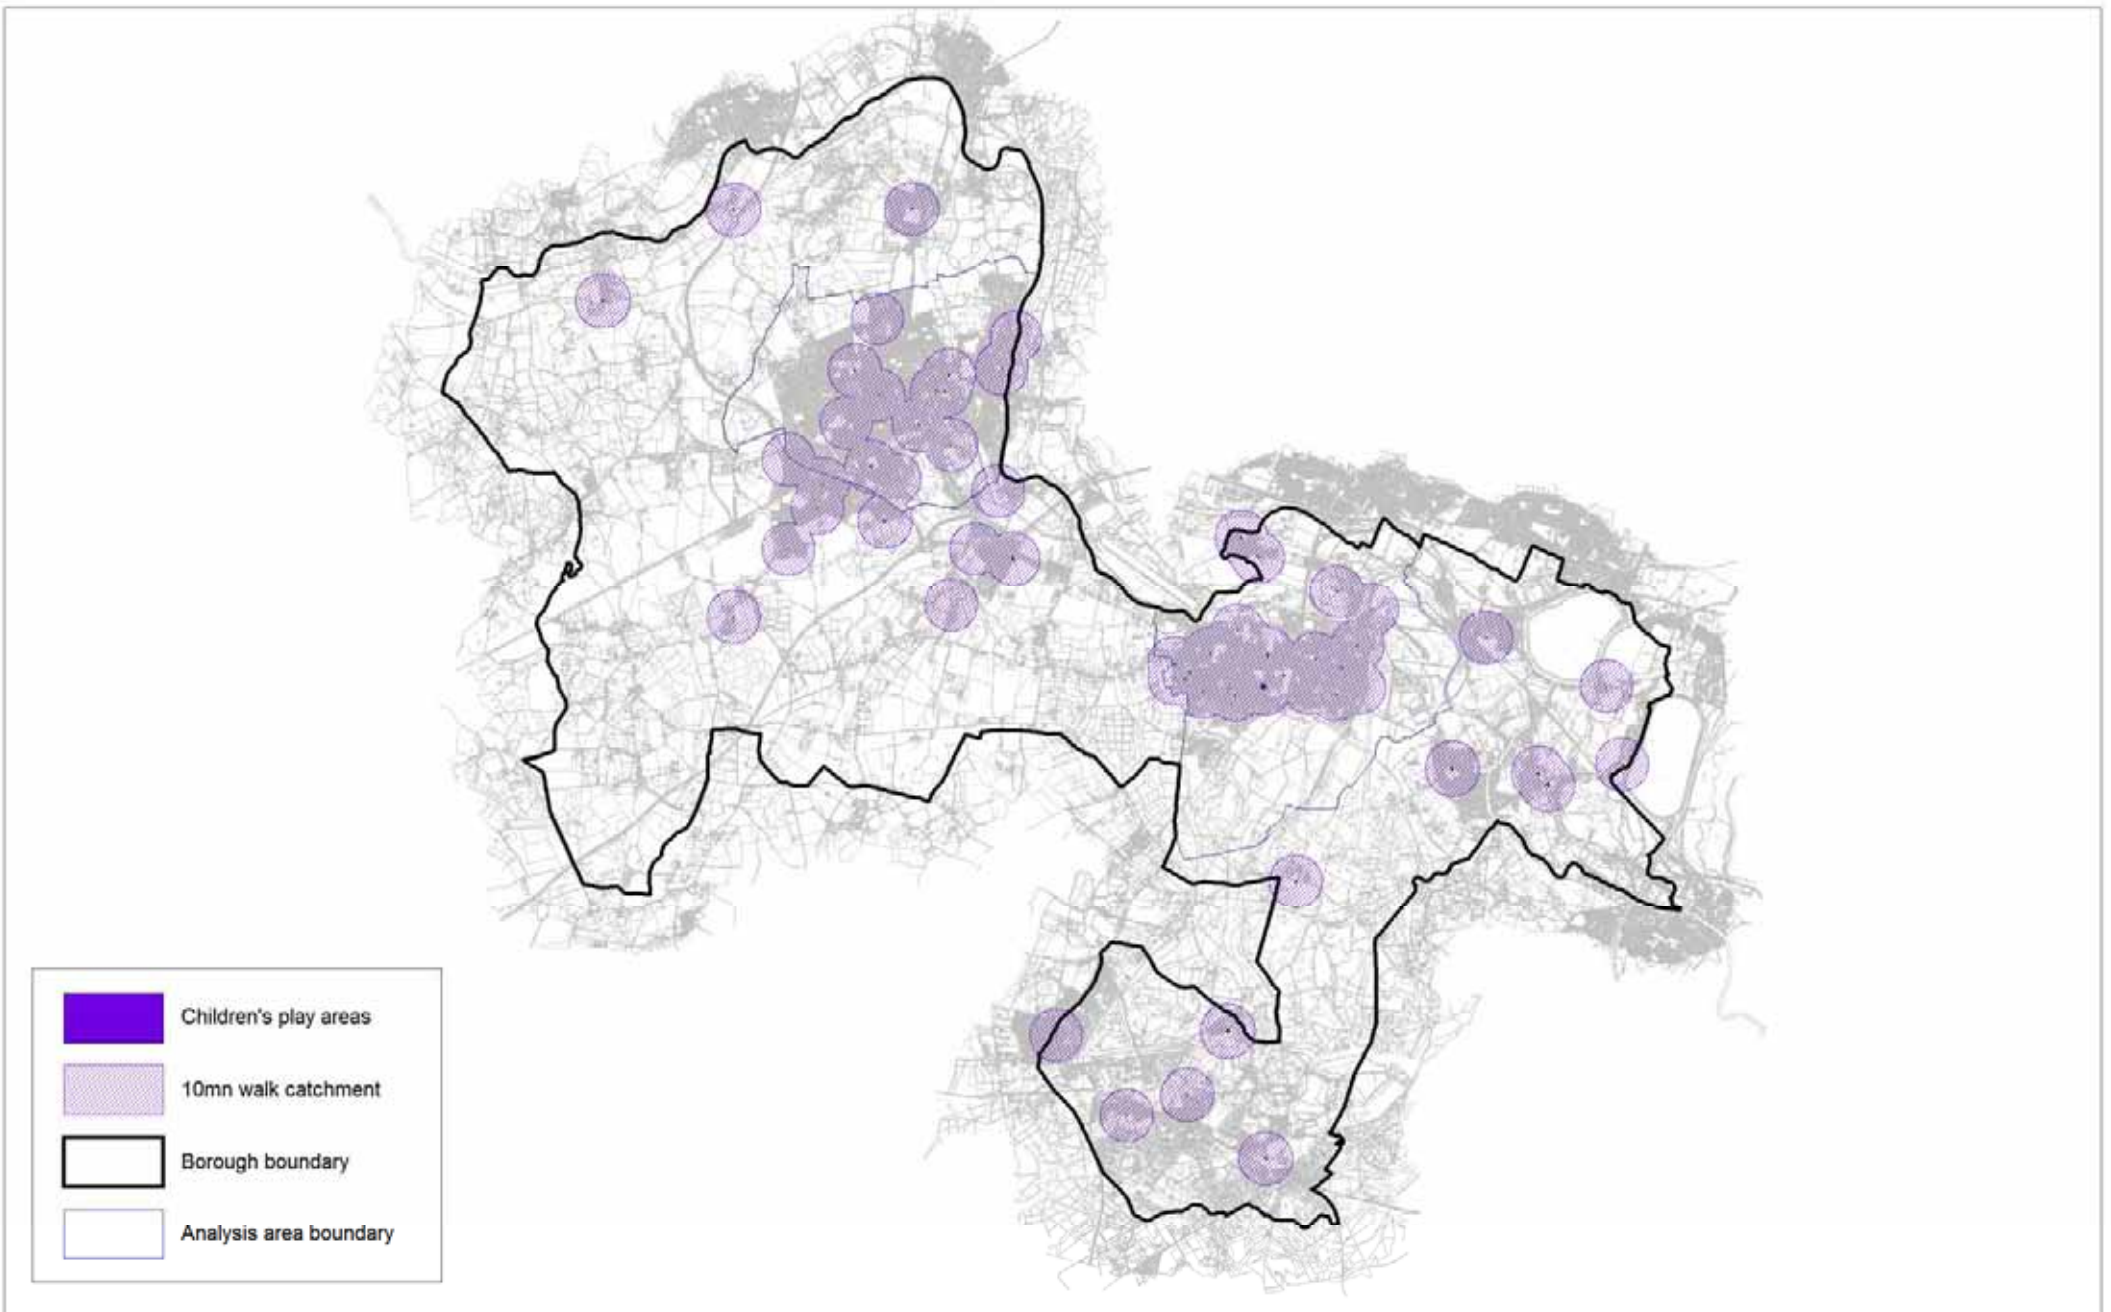 Children's play areas
10mn walk catchment
Borough boundary
Analysis area boundary